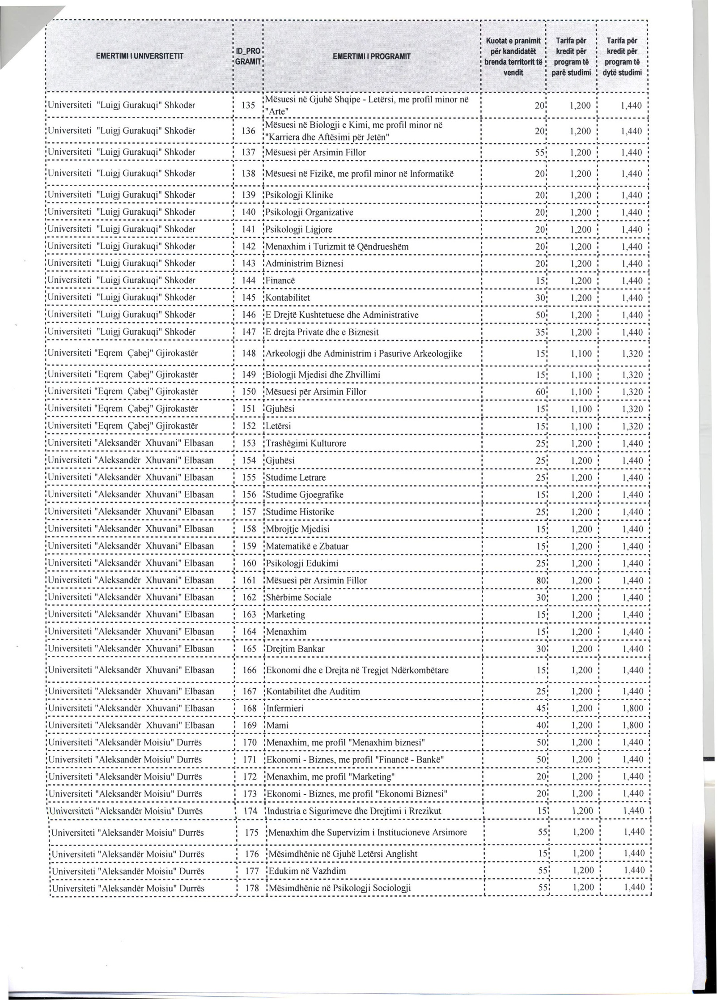 EMERTIMI I UNIVERSITETIT ID_PROGRAMIT EMERTIMI I PROGRAMIT Kuotat e pranimit për kandidatët brenda territorit të vendit Tarifa për kredit për program të parë studimi Tarifa për kredit për program të dytë studimi
Universiteti "Luigj Gurakuqi" Shkodër 135 Mësuesi në Gjuhë Shqipe - Letërsi, me profil minor në "Arte" 20 1,200 1,440
Universiteti "Luigj Gurakuqi" Shkodër 136 Mësuesi në Biologji e Kimi, me profil minor në "Karriera dhe Aftësimi për Jetën" 20 1,200 1,440
Universiteti "Luigj Gurakuqi" Shkodër 137 Mësuesi për Arsimin Fillor 55 1,200 1,440
Universiteti "Luigj Gurakuqi" Shkodër 138 Mësuesi në Fizikë, me profil minor në Informatikë 20 1,200 1,440
Universiteti "Luigj Gurakuqi" Shkodër 139 Psikologji Klinike 20 1,200 1,440
Universiteti "Luigj Gurakuqi" Shkodër 140 Psikologji Organizative 20 1,200 1,440
Universiteti "Luigj Gurakuqi" Shkodër 141 Psikologji Ligjore 20 1,200 1,440
Universiteti "Luigj Gurakuqi" Shkodër 142 Menaxhim i Turizmit të Qëndrueshëm 20 1,200 1,440
Universiteti "Luigj Gurakuqi" Shkodër 143 Administrim Biznesi 20 1,200 1,440
Universiteti "Luigj Gurakuqi" Shkodër 144 Financë 15 1,200 1,440
Universiteti "Luigj Gurakuqi" Shkodër 145 Kontabilitet 30 1,200 1,440
Universiteti "Luigj Gurakuqi" Shkodër 146 E Drejtë Kushtetuese dhe Administrative 50 1,200 1,440
Universiteti "Luigj Gurakuqi" Shkodër 147 E drejta Private dhe e Biznesit 35 1,200 1,440
Universiteti "Eqrem Çabej" Gjirokastër 148 Arkeologji dhe Administrim i Pasurive Arkeologjike 15 1,100 1,320
Universiteti "Eqrem Çabej" Gjirokastër 149 Biologji Mjedisi dhe Zhvillimi 15 1,100 1,320
Universiteti "Eqrem Çabej" Gjirokastër 150 Mësuesi për Arsimin Fillor 60 1,100 1,320
Universiteti "Eqrem Çabej" Gjirokastër 151 Gjuhësi 15 1,100 1,320
Universiteti "Eqrem Çabej" Gjirokastër 152 Letërsi 15 1,100 1,320
Universiteti "Aleksandër Xhuvani" Elbasan 153 Trashëgimi Kulturore 25 1,200 1,440
Universiteti "Aleksandër Xhuvani" Elbasan 154 Gjuhësi 25 1,200 1,440
Universiteti "Aleksandër Xhuvani" Elbasan 155 Studime Letrare 25 1,200 1,440
Universiteti "Aleksandër Xhuvani" Elbasan 156 Studime Gjoegrafike 15 1,200 1,440
Universiteti "Aleksandër Xhuvani" Elbasan 157 Studime Historike 25 1,200 1,440
Universiteti "Aleksandër Xhuvani" Elbasan 158 Mbrojtje Mjedisi 15 1,200 1,440
Universiteti "Aleksandër Xhuvani" Elbasan 159 Matematikë e Zbatuar 15 1,200 1,440
Universiteti "Aleksandër Xhuvani" Elbasan 160 Psikologji Edukimi 25 1,200 1,440
Universiteti "Aleksandër Xhuvani" Elbasan 161 Mësuesi për Arsimin Fillor 80 1,200 1,440
Universiteti "Aleksandër Xhuvani" Elbasan 162 Shërbime Sociale 30 1,200 1,440
Universiteti "Aleksandër Xhuvani" Elbasan 163 Marketing 15 1,200 1,440
Universiteti "Aleksandër Xhuvani" Elbasan 164 Menaxhim 15 1,200 1,440
Universiteti "Aleksandër Xhuvani" Elbasan 165 Drejtim Bankar 30 1,200 1,440
Universiteti "Aleksandër Xhuvani" Elbasan 166 Ekonomi dhe e Drejta në Tregjet Ndërkombëtare 15 1,200 1,440
Universiteti "Aleksandër Xhuvani" Elbasan 167 Kontabilitet dhe Auditim 25 1,200 1,440
Universiteti "Aleksandër Xhuvani" Elbasan 168 Infermieri 45 1,200 1,800
Universiteti "Aleksandër Xhuvani" Elbasan 169 Mami 40 1,200 1,800
Universiteti "Aleksandër Moisiu" Durrës 170 Menaxhim, me profil "Menaxhim biznesi" 50 1,200 1,440
Universiteti "Aleksandër Moisiu" Durrës 171 Ekonomi - Biznes, me profil "Financë - Bankë" 50 1,200 1,440
Universiteti "Aleksandër Moisiu" Durrës 172 Menaxhim, me profil "Marketing" 20 1,200 1,440
Universiteti "Aleksandër Moisiu" Durrës 173 Ekonomi - Biznes, me profil "Ekonomi Biznesi" 20 1,200 1,440
Universiteti "Aleksandër Moisiu" Durrës 174 Industria e Sigurimeve dhe Drejtimi i Rrezikut 15 1,200 1,440
Universiteti "Aleksandër Moisiu" Durrës 175 Menaxhim dhe Supervizim i Institucioneve Arsimore 55 1,200 1,440
Universiteti "Aleksandër Moisiu" Durrës 176 Mësimdhënie në Gjuhë Letërsi Anglisht 15 1,200 1,440
Universiteti "Aleksandër Moisiu" Durrës 177 Edukim në Vazhdim 55 1,200 1,440
Universiteti "Aleksandër Moisiu" Durrës 178 Mësimdhënie në Psikologji Sociologji 55 1,200 1,440